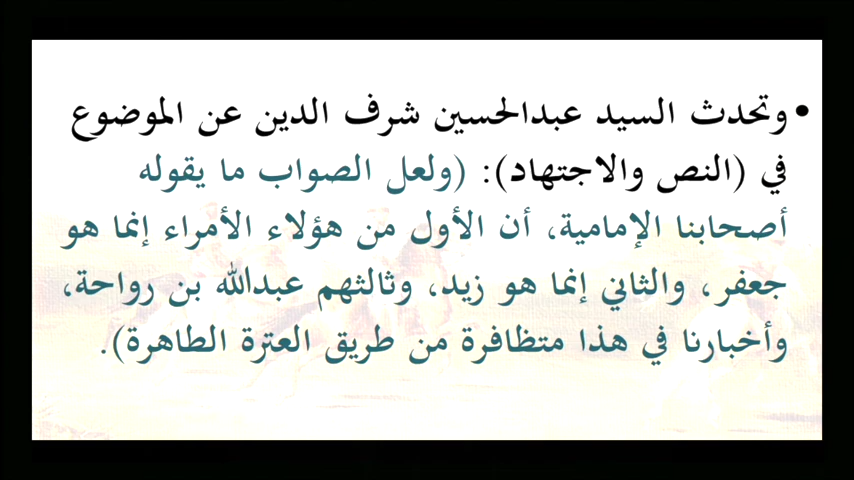 • وتحدث السيد عبدالحسين شرف الدين عن الموضوع
في (النص والاجتهاد): (ولعل الصواب ما يقوله
أصحابنا الإمامية، أن الأول من هؤلاء الأمراء إنما هو
جعفر، والثاني إنما هو زيد، وثالثهم عبدالله بن رواحة،
وأخبارنا في هذا متظافرة من طريق العترة الطاهرة).